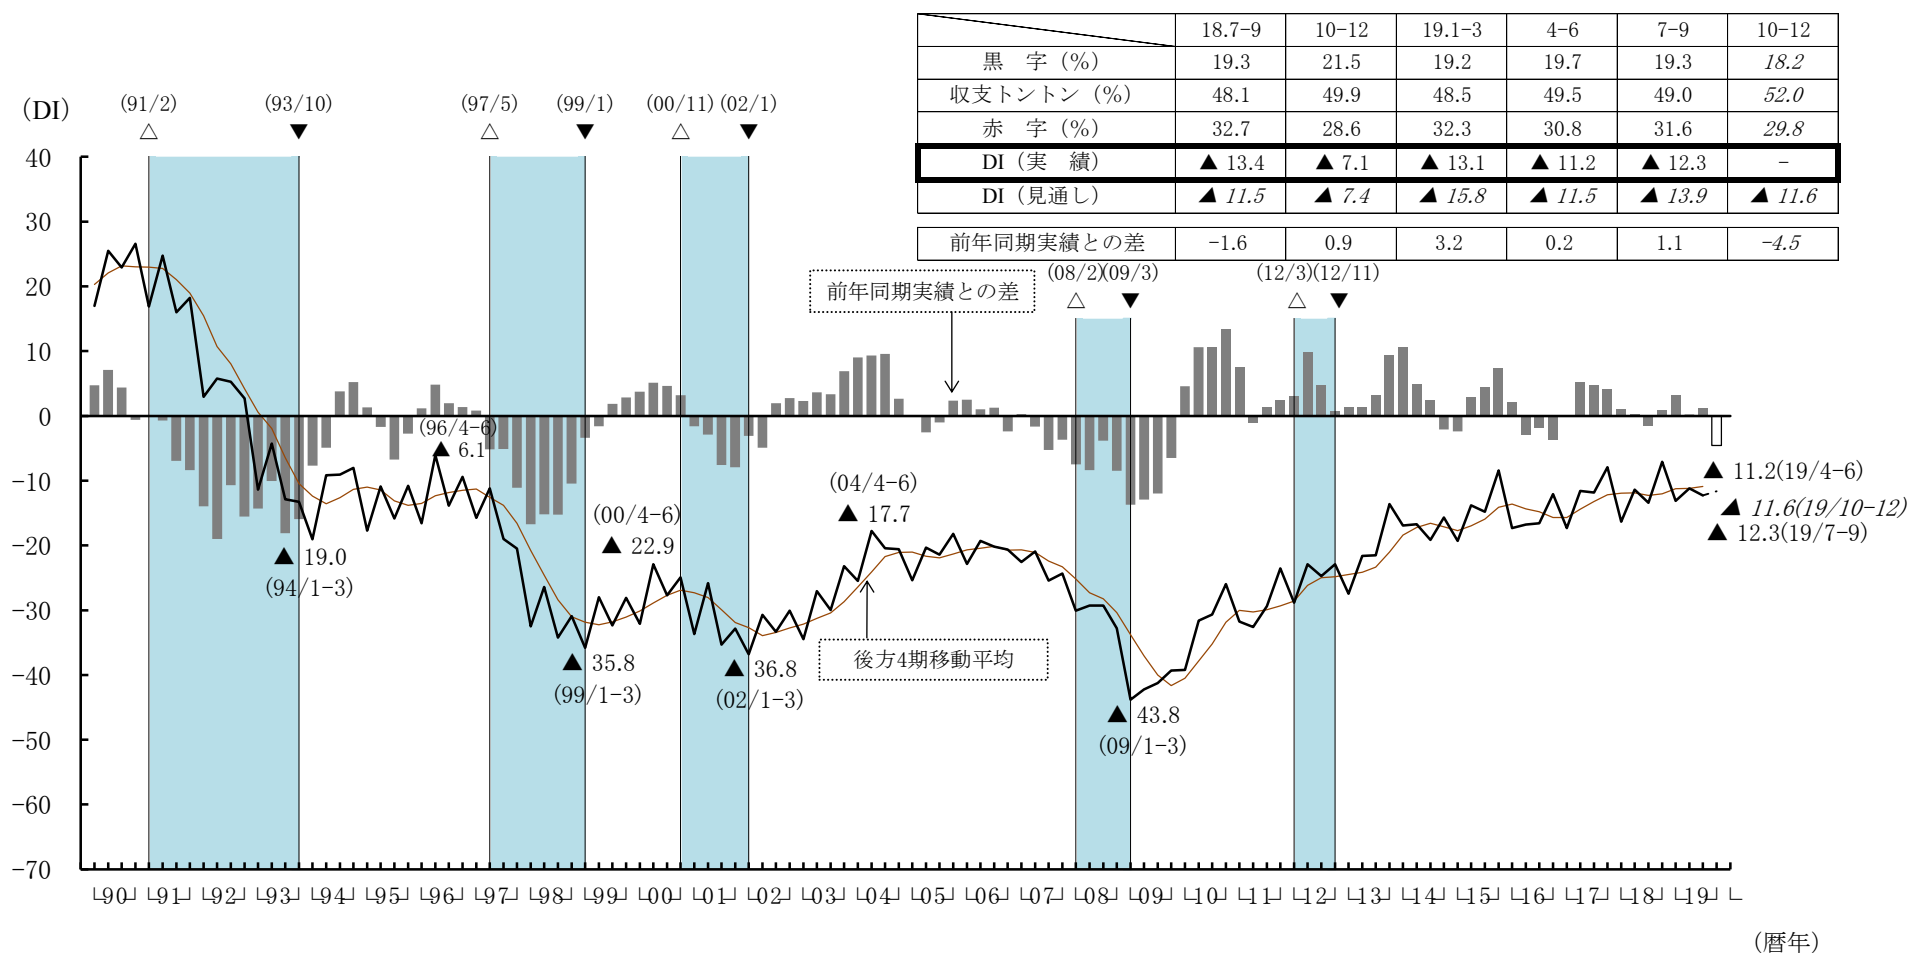 18.7−9 10−12 19.1−3 4−6 7−9 10−12
黒　字（％） 19.3 21.5 19.2 19.7 19.3 18.2
収支トントン（％） 48.1 49.9 48.5 49.5 49.0 52.0
赤　字（％） 32.7 28.6 32.3 30.8 31.6 29.8
DI（実　績） ▲ 13.4 ▲ 7.1 ▲ 13.1 ▲ 11.2 ▲ 12.3 −
DI（見通し） ▲ 11.5 ▲ 7.4 ▲ 15.8 ▲ 11.5 ▲ 13.9 ▲ 11.6
前年同期実績との差 −1.6 0.9 3.2 0.2 1.1 −4.5
（DI）
(91/2) (93/10) (97/5) (99/1) (00/11) (02/1)
△ ▼ △ ▼ △ ▼
(08/2)(09/3) (12/3)(12/11)
△ ▼ △ ▼
前年同期実績との差
40
30
20
10
0
−10
−20
−30
−40
−50
−60
−70
(96/4−6)
▲ 6.1
▲ 19.0
(94/1−3)
(00/4−6)
▲ 22.9
(04/4−6)
▲ 17.7
▲ 11.2(19/4−6)
▲ 11.6(19/10−12)
▲ 12.3(19/7−9)
▲ 35.8
(99/1−3)
▲ 36.8
(02/1−3)
後方4期移動平均
▲ 43.8
(09/1−3)
90 91 92 93 94 95 96 97 98 99 00 01 02 03 04 05 06 07 08 09 10 11 12 13 14 15 16 17 18 19
（暦年）